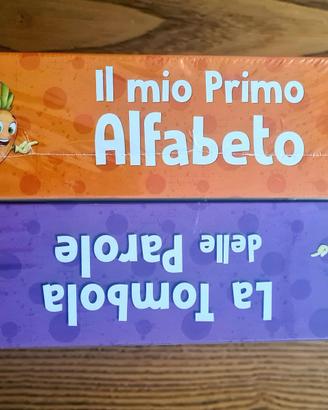 Il mio Primo
Alfabeto
La Tombola
delle Parole